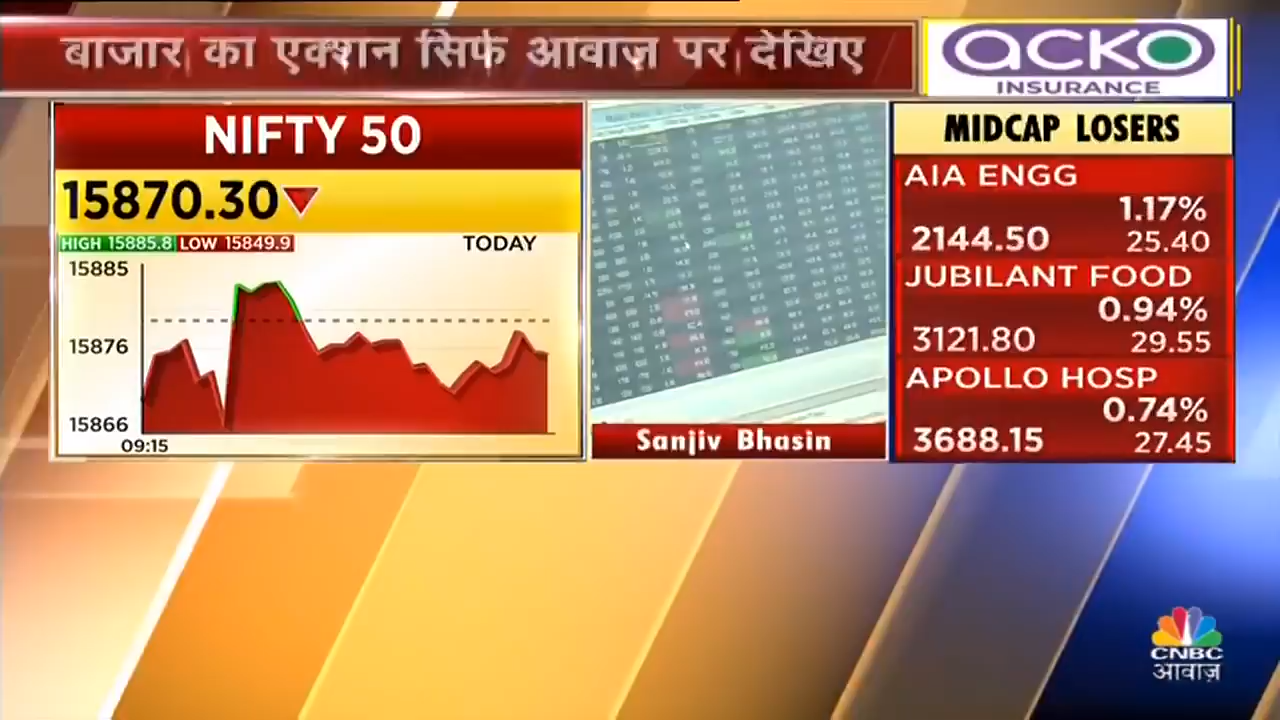 बाजार का एक्शन सिर्फ आवाज़ पर देखिए
acko
INSURANCE
NIFTY 50
15870.30
HIGH 15885.8 LOW 15849.9
TODAY
15885
15876
15866
09:15
Sanjiv Bhasin
MIDCAP LOSERS
AIA ENGG
1.17%
2144.50 25.40
JUBILANT FOOD
0.94%
3121.80 29.55
APOLLO HOSP
0.74%
3688.15 27.45
CNBC
आवाज़